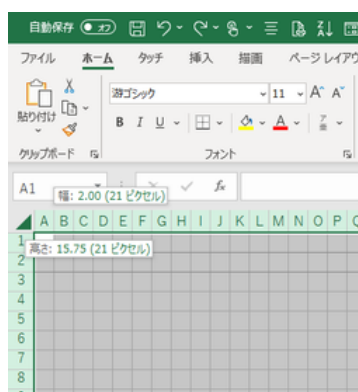 自動保存 オフ
ファイル ホーム タッチ 挿入 描画 ページ レイアウ
貼り付け
游ゴシック 11 A A
B I U A
クリップボード フォント
A1 fx
幅: 2.00 (21 ピクセル)
A B C D E F G H I J K L M N O P Q
高さ: 15.75 (21 ピクセル)
1
2
3
4
5
6
7
8